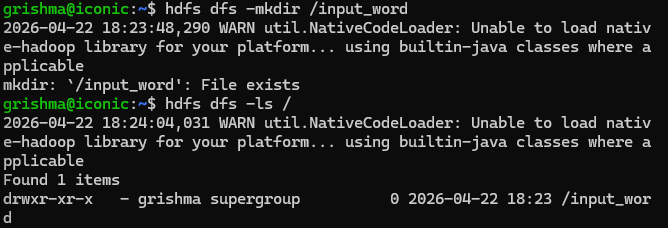 grishma@iconic:~$ hdfs dfs -mkdir /input_word
2026-04-22 18:23:48,290 WARN util.NativeCodeLoader: Unable to load nativ
e-hadoop library for your platform... using builtin-java classes where a
pplicable
mkdir: `/input_word': File exists
grishma@iconic:~$ hdfs dfs -ls /
2026-04-22 18:24:04,031 WARN util.NativeCodeLoader: Unable to load nativ
e-hadoop library for your platform... using builtin-java classes where a
pplicable
Found 1 items
drwxr-xr-x   - grishma supergroup          0 2026-04-22 18:23 /input_wor
d